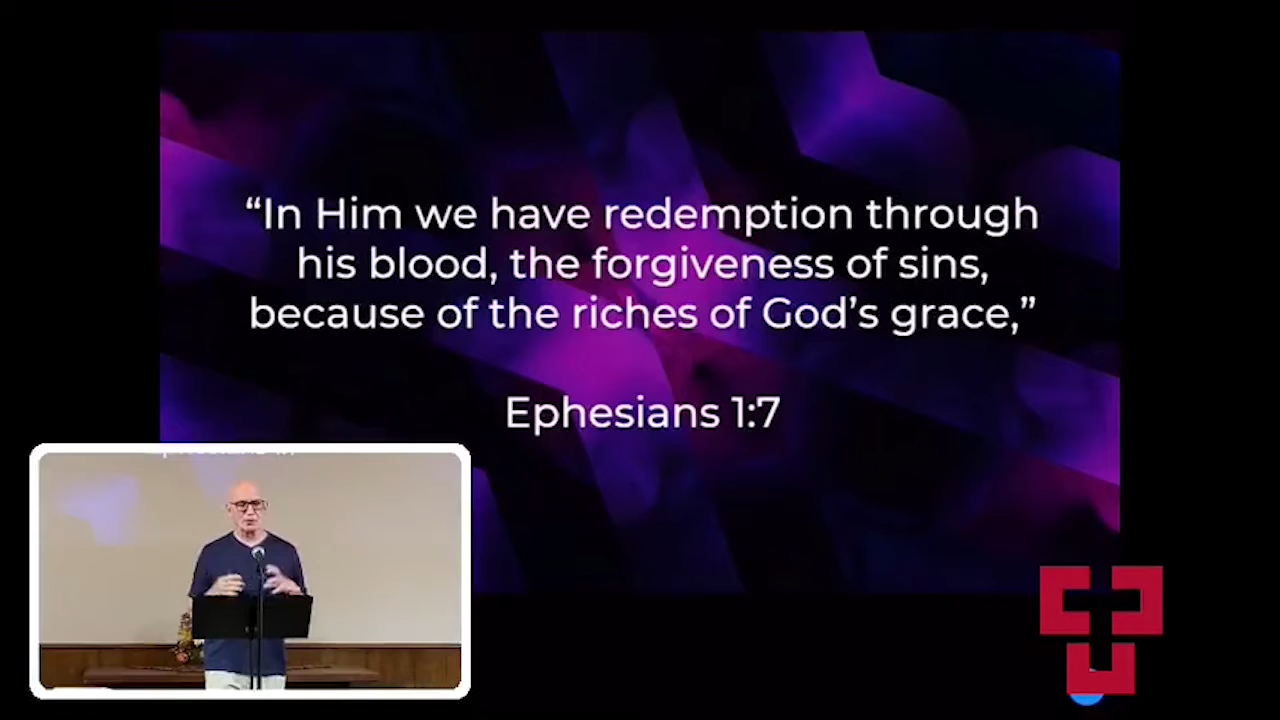 “In Him we have redemption through
his blood, the forgiveness of sins,
because of the riches of God’s grace,”
Ephesians 1:7